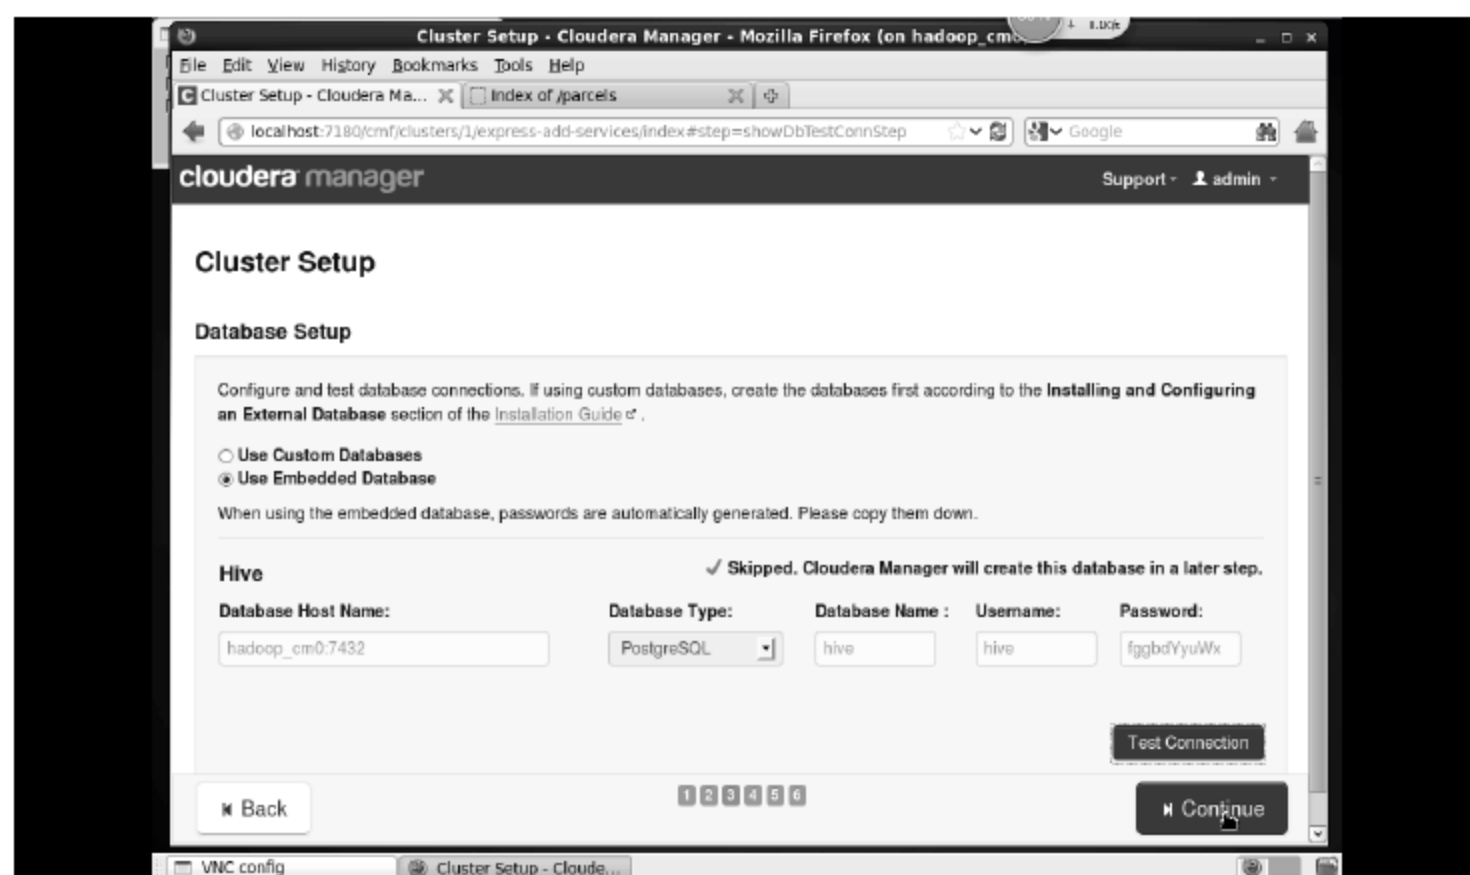 Cluster Setup - Cloudera Manager - Mozilla Firefox (on hadoop_cm
File Edit View History Bookmarks Tools Help
Cluster Setup - Cloudera Ma... Index of /parcels
localhost:7180/cmf/clusters/1/express-add-services/index#step=showDbTestConnStep Google
cloudera manager Support admin
Cluster Setup
Database Setup
Configure and test database connections. If using custom databases, create the databases first according to the Installing and Configuring
an External Database section of the Installation Guide .
Use Custom Databases
Use Embedded Database
When using the embedded database, passwords are automatically generated. Please copy them down.
Hive Skipped. Cloudera Manager will create this database in a later step.
Database Host Name: Database Type: Database Name : Username: Password:
hadoop_cm0:7432 PostgreSQL hive hive fggbdYyuWx
Test Connection
Back 1 2 3 4 5 6 Continue
VNC config Cluster Setup - Cloude...